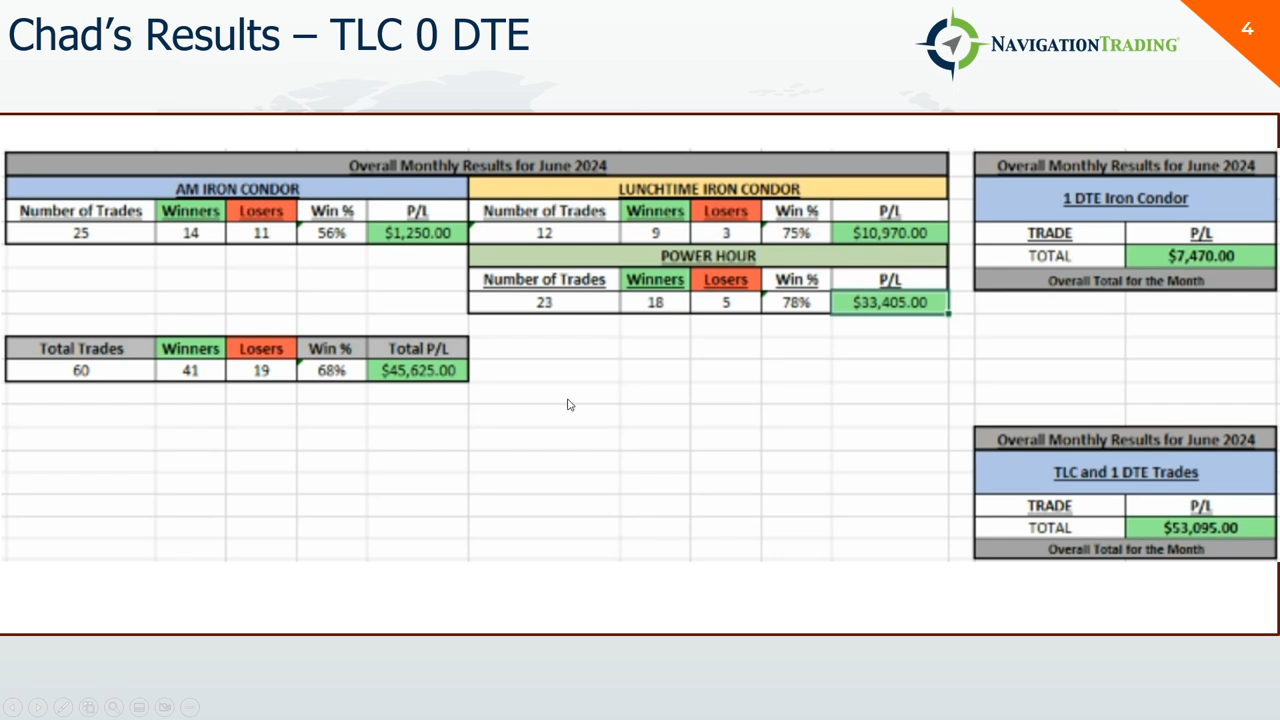 Chad's Results – TLC 0 DTE
NAVIGATIONTRADING
4
Overall Monthly Results for June 2024
AM IRON CONDOR LUNCHTIME IRON CONDOR
Number of Trades Winners Losers Win % P/L Number of Trades Winners Losers Win % P/L
25 14 11 56% $1,250.00 12 9 3 75% $10,970.00
POWER HOUR
Number of Trades Winners Losers Win % P/L
23 18 5 78% $33,405.00
Total Trades Winners Losers Win % Total P/L
60 41 19 68% $45,625.00
Overall Monthly Results for June 2024
1 DTE Iron Condor
TRADE P/L
TOTAL $7,470.00
Overall Total for the Month
Overall Monthly Results for June 2024
TLC and 1 DTE Trades
TRADE P/L
TOTAL $53,095.00
Overall Total for the Month